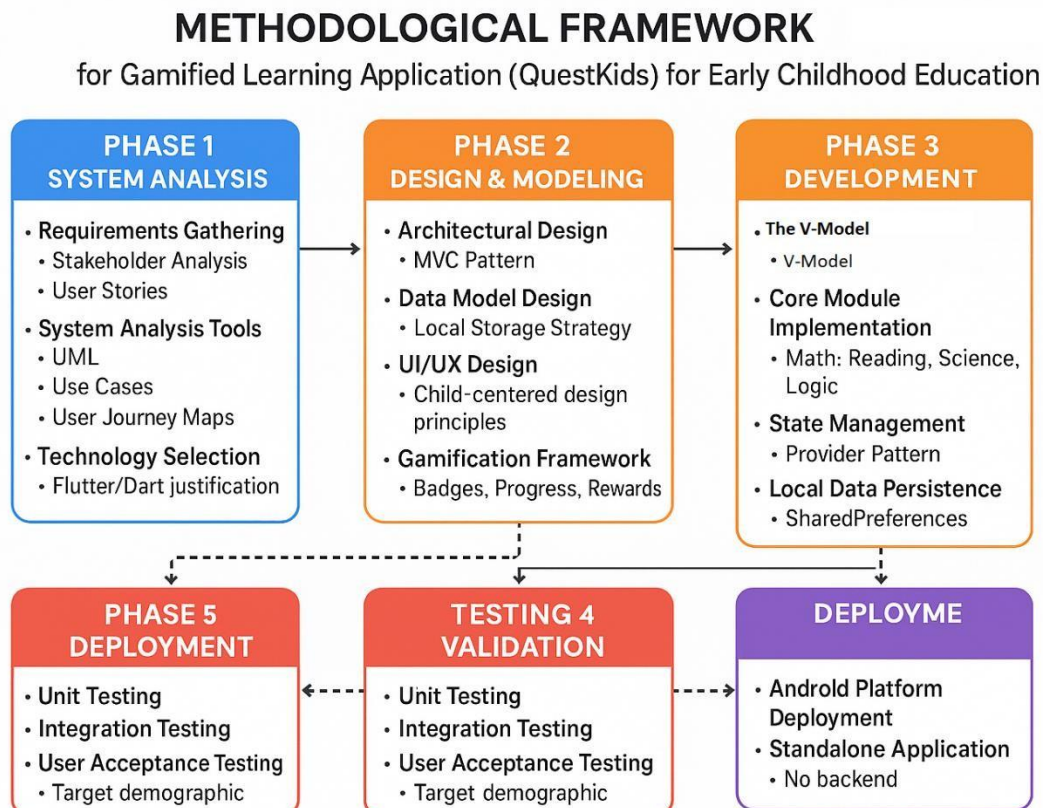 METHODOLOGICAL FRAMEWORK
for Gamified Learning Application (QuestKids) for Early Childhood Education
PHASE 1
SYSTEM ANALYSIS
• Requirements Gathering
• Stakeholder Analysis
• User Stories
• System Analysis Tools
• UML
• Use Cases
• User Journey Maps
• Technology Selection
• Flutter/Dart justification
PHASE 2
DESIGN & MODELING
• Architectural Design
• MVC Pattern
• Data Model Design
• Local Storage Strategy
• UI/UX Design
• Child-centered design
principles
• Gamification Framework
• Badges, Progress, Rewards
PHASE 3
DEVELOPMENT
• The V-Model
• V-Model
• Core Module
Implementation
• Math: Reading, Science,
Logic
• State Management
• Provider Pattern
• Local Data Persistence
• SharedPreferences
PHASE 5
DEPLOYMENT
• Unit Testing
• Integration Testing
• User Acceptance Testing
• Target demographic
TESTING 4
VALIDATION
• Unit Testing
• Integration Testing
• User Acceptance Testing
• Target demographic
DEPLOYME
• Android Platform
Deployment
• Standalone Application
• No backend